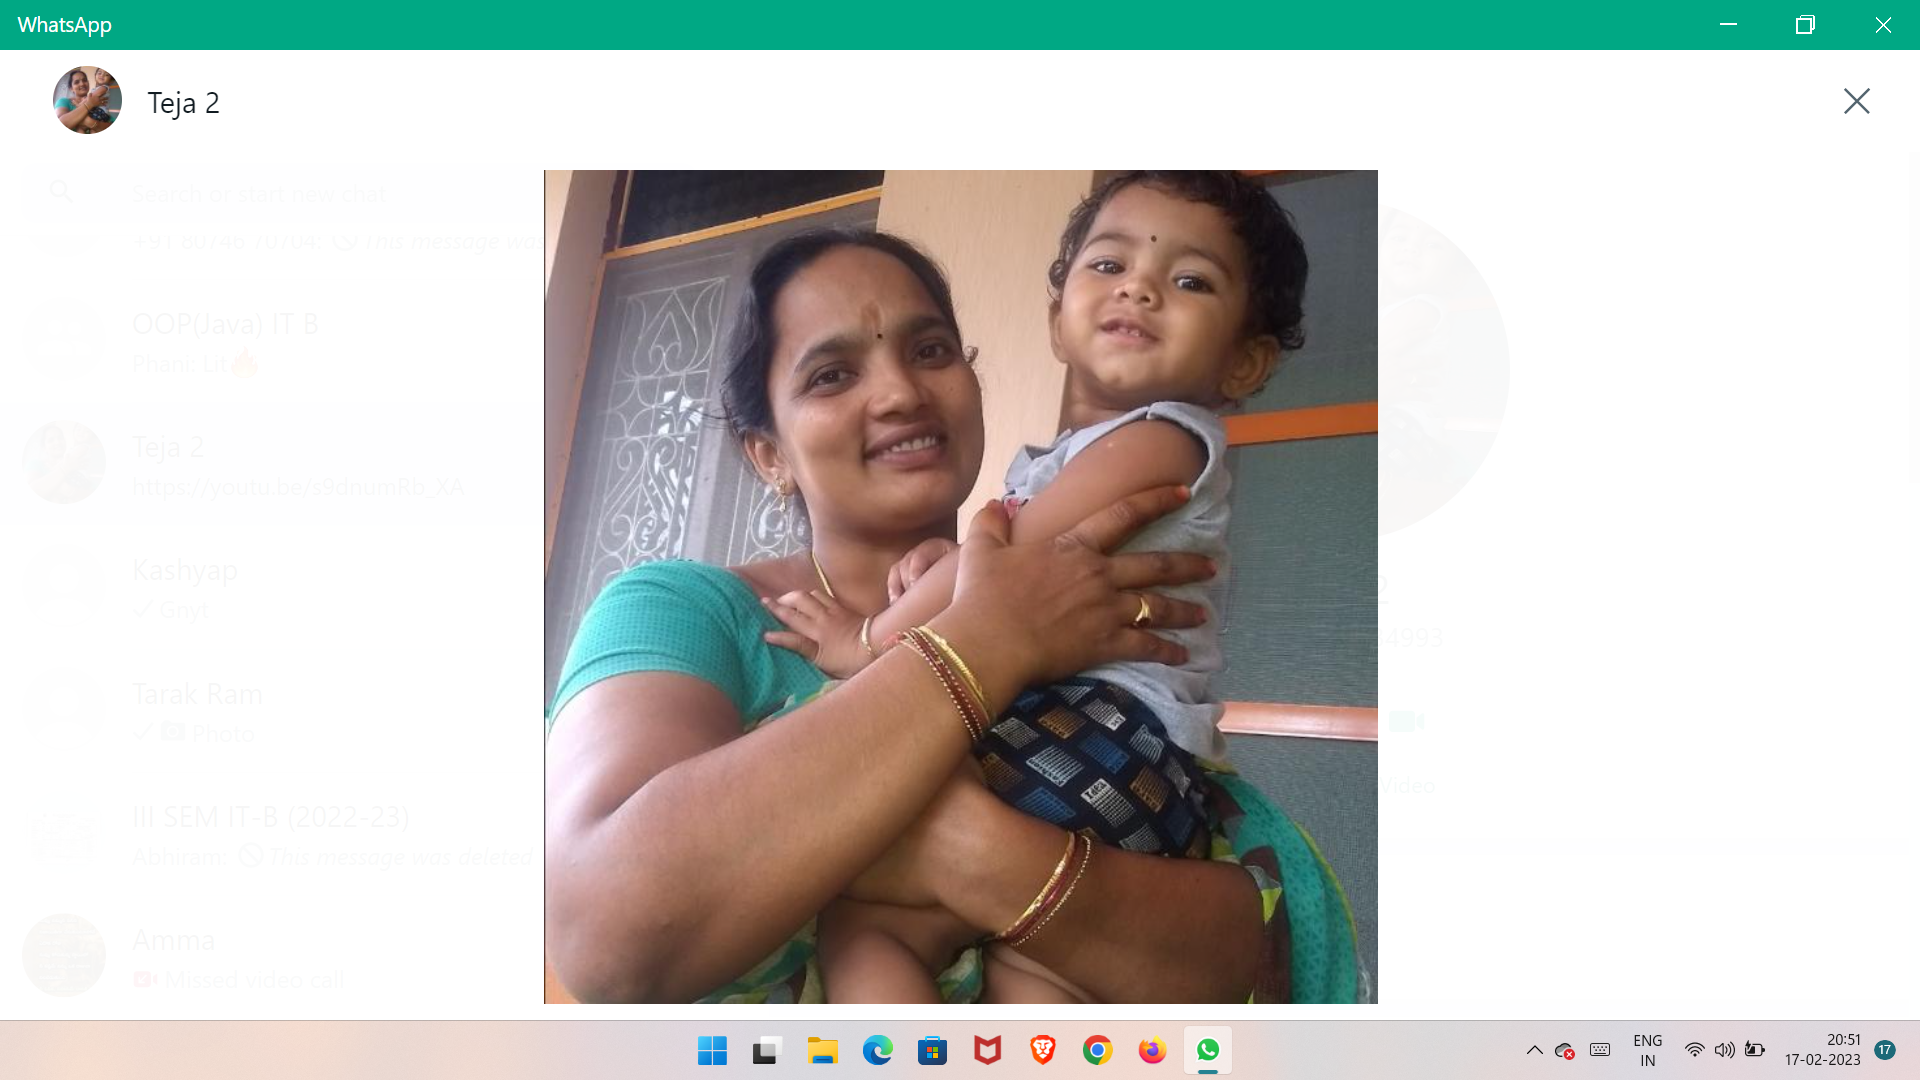 WhatsApp
Teja 2
Search or start new chat
+91 80746 70704: This message was
OOP(Java) IT B
Phani: Lit🔥
Teja 2
https://youtu.be/s9dnumRb_XA
Kashyap
Gnyt
Tarak Ram
Photo
III SEM IT-B (2022-23)
Abhiram: This message was deleted
Amma
Missed video call
4993
Video
ENG
IN
20:51
17-02-2023
17